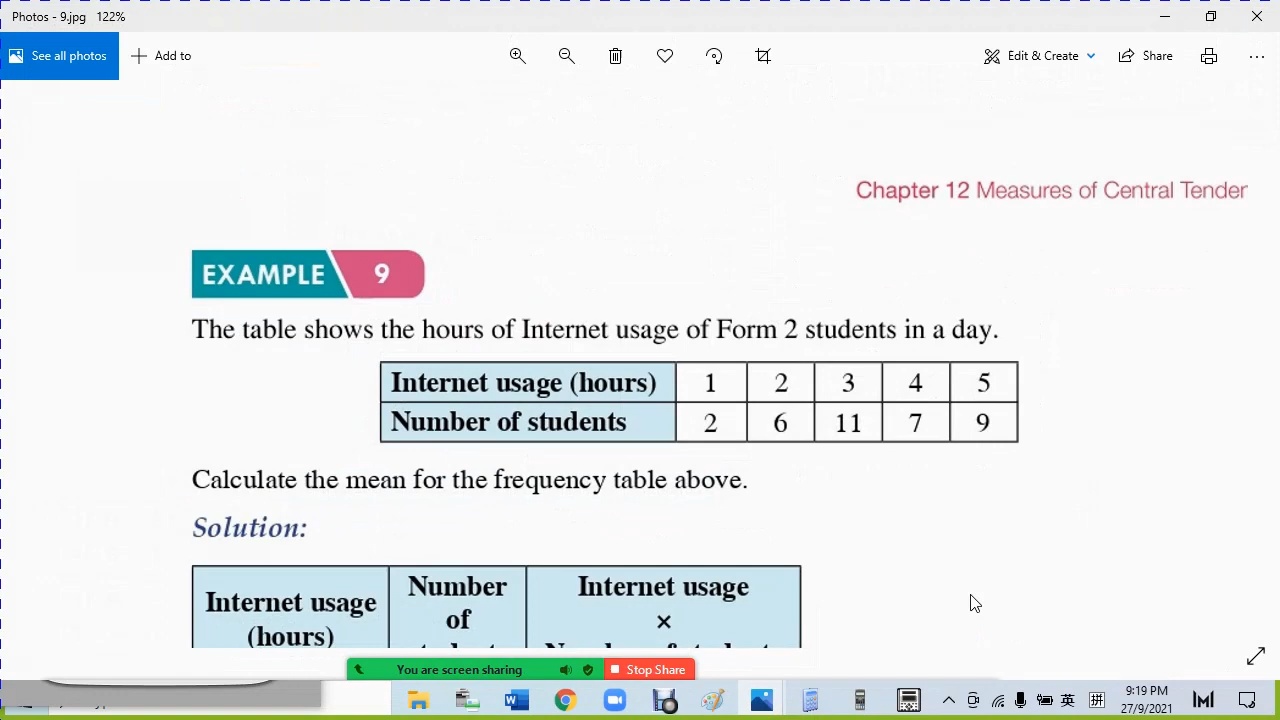 Photos - 9.jpg 122%
See all photos
Add to
Edit & Create
Share
Chapter 12 Measures of Central Tender
EXAMPLE 9
The table shows the hours of Internet usage of Form 2 students in a day.
Internet usage (hours) 1 2 3 4 5
Number of students 2 6 11 7 9
Calculate the mean for the frequency table above.
Solution:
Number Internet usage
Internet usage of ×
(hours)
You are screen sharing Stop Share
9:19 PM
英 拼
27/9/2021